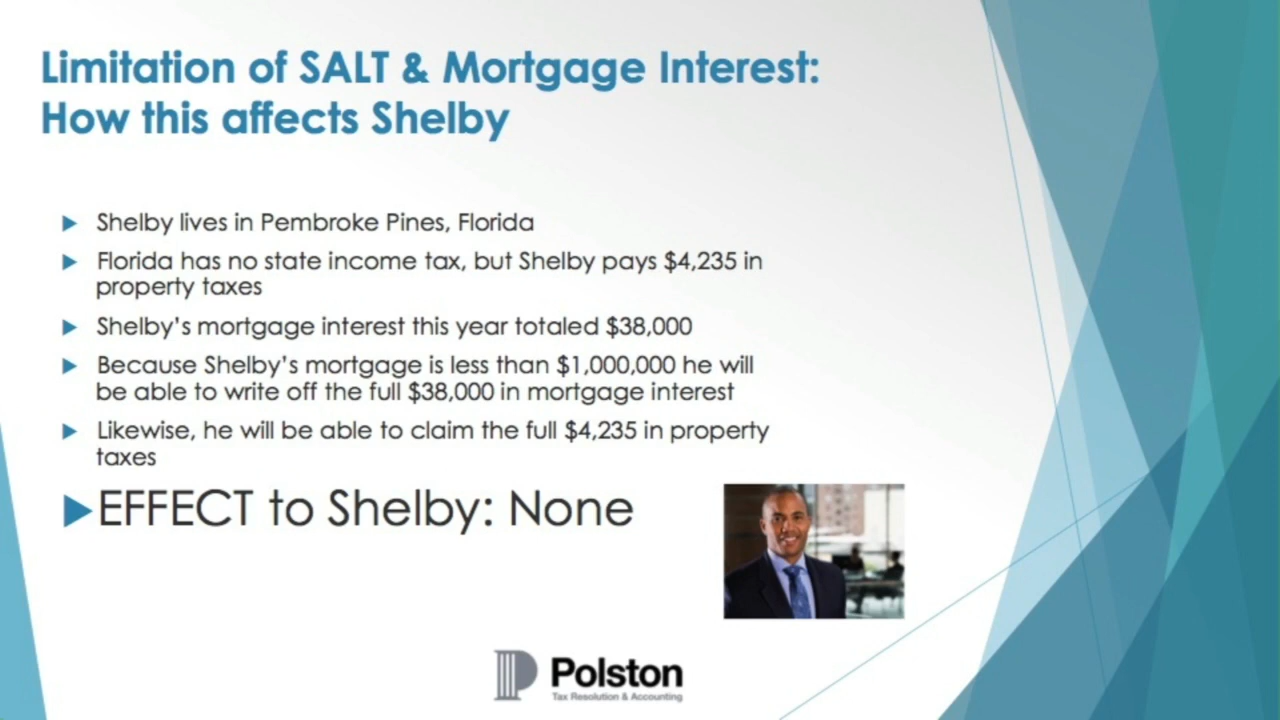 Limitation of SALT & Mortgage Interest:
How this affects Shelby
Shelby lives in Pembroke Pines, Florida
Florida has no state income tax, but Shelby pays $4,235 in
property taxes
Shelby's mortgage interest this year totaled $38,000
Because Shelby's mortgage is less than $1,000,000 he will
be able to write off the full $38,000 in mortgage interest
Likewise, he will be able to claim the full $4,235 in property
taxes
EFFECT to Shelby: None
Polston
Tax Resolution & Accounting